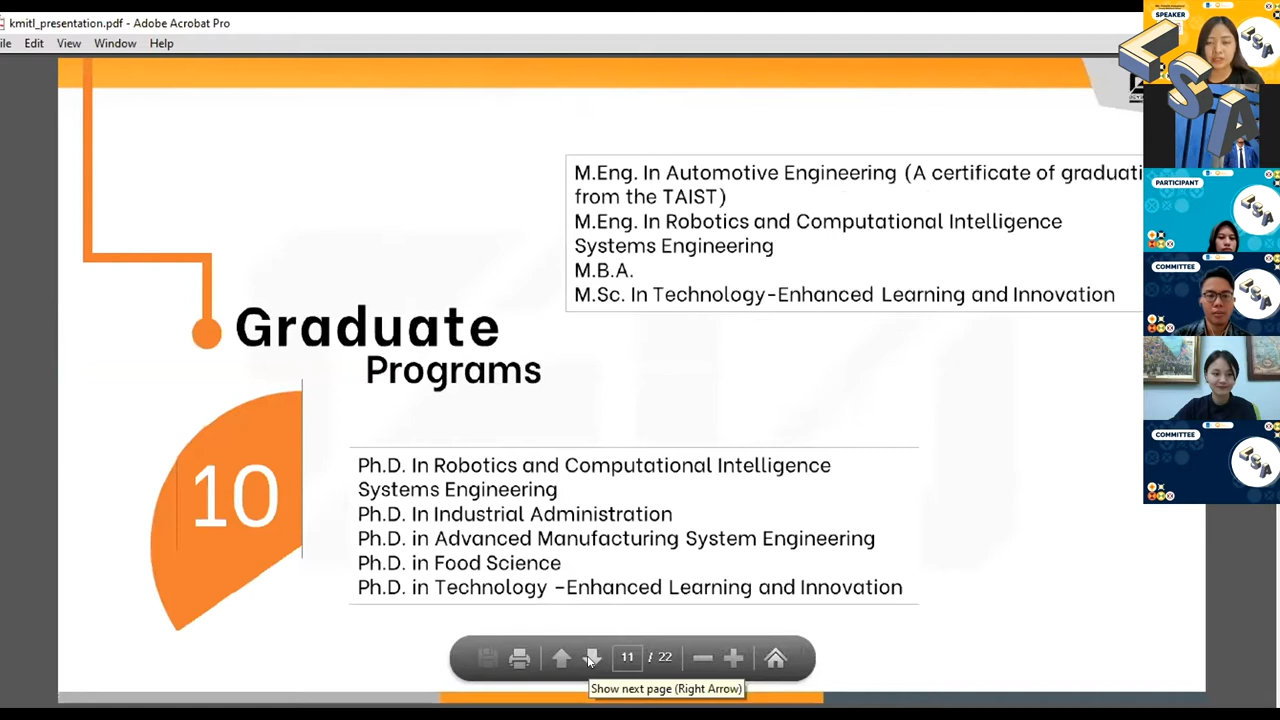 kmitl_presentation.pdf - Adobe Acrobat Pro
ile Edit View Window Help
M.Eng. In Automotive Engineering (A certificate of graduati
from the TAIST)
M.Eng. In Robotics and Computational Intelligence
Systems Engineering
M.B.A.
M.Sc. In Technology-Enhanced Learning and Innovation
Graduate
Programs
10
Ph.D. In Robotics and Computational Intelligence
Systems Engineering
Ph.D. In Industrial Administration
Ph.D. in Advanced Manufacturing System Engineering
Ph.D. in Food Science
Ph.D. in Technology –Enhanced Learning and Innovation
11 / 22
Show next page (Right Arrow)
SPEAKER
LSA
PARTICIPANT
LSA
COMMITTEE
LSA
COMMITTEE
LSA